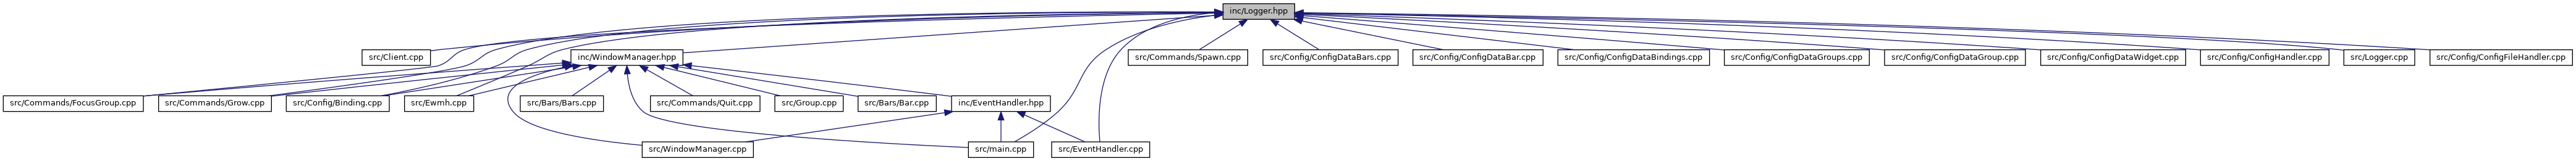 inc/Logger.hpp
src/Client.cpp
inc/WindowManager.hpp
src/Commands/Spawn.cpp
src/Config/ConfigDataBars.cpp
src/Config/ConfigDataBar.cpp
src/Config/ConfigDataBindings.cpp
src/Config/ConfigDataGroups.cpp
src/Config/ConfigDataGroup.cpp
src/Config/ConfigDataWidget.cpp
src/Config/ConfigHandler.cpp
src/Logger.cpp
src/Config/ConfigFileHandler.cpp
src/Commands/FocusGroup.cpp
src/Commands/Grow.cpp
src/Config/Binding.cpp
src/Ewmh.cpp
src/Bars/Bars.cpp
src/Commands/Quit.cpp
src/Group.cpp
src/Bars/Bar.cpp
inc/EventHandler.hpp
src/WindowManager.cpp
src/main.cpp
src/EventHandler.cpp